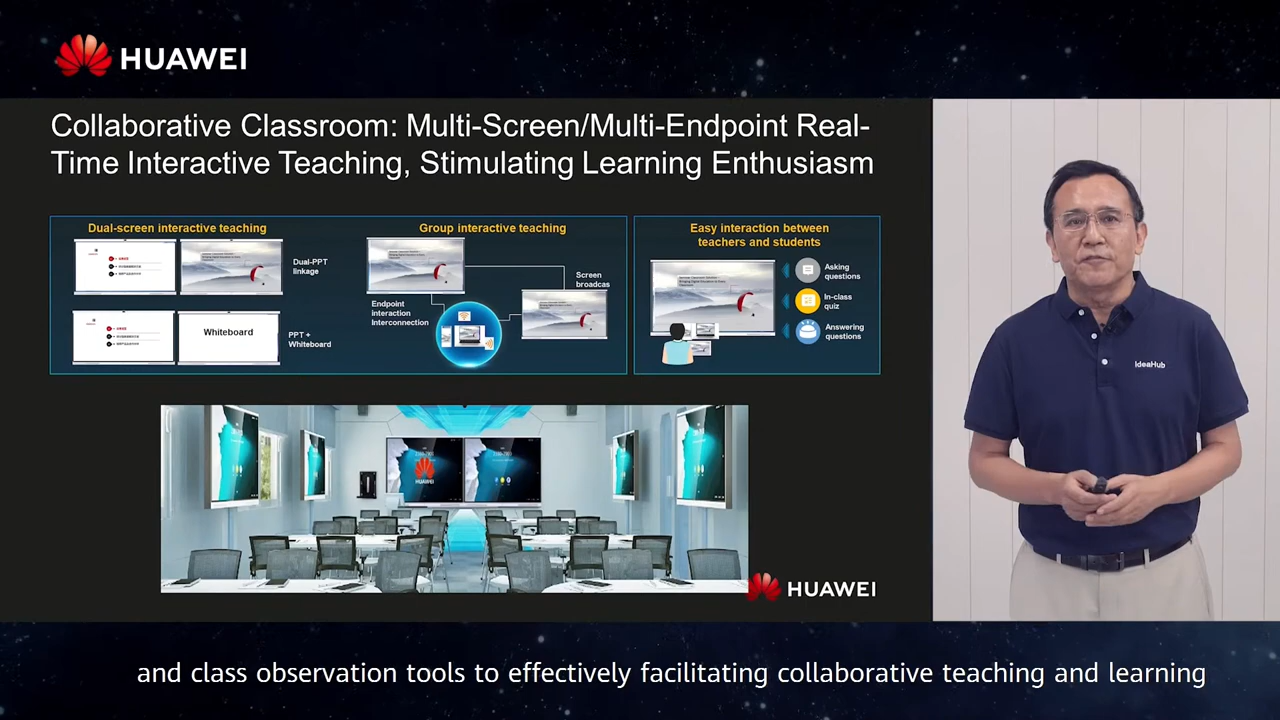 HUAWEI
Collaborative Classroom: Multi-Screen/Multi-Endpoint Real-
Time Interactive Teaching, Stimulating Learning Enthusiasm
Dual-screen interactive teaching
Dual-PPT
linkage
Whiteboard
PPT +
Whiteboard
Group interactive teaching
Endpoint
interaction
Interconnection
Screen
broadcas
Easy interaction between
teachers and students
Asking
questions
In-class
quiz
Answering
questions
HUAWEI
HUAWEI
IdeaHub
and class observation tools to effectively facilitating collaborative teaching and learning